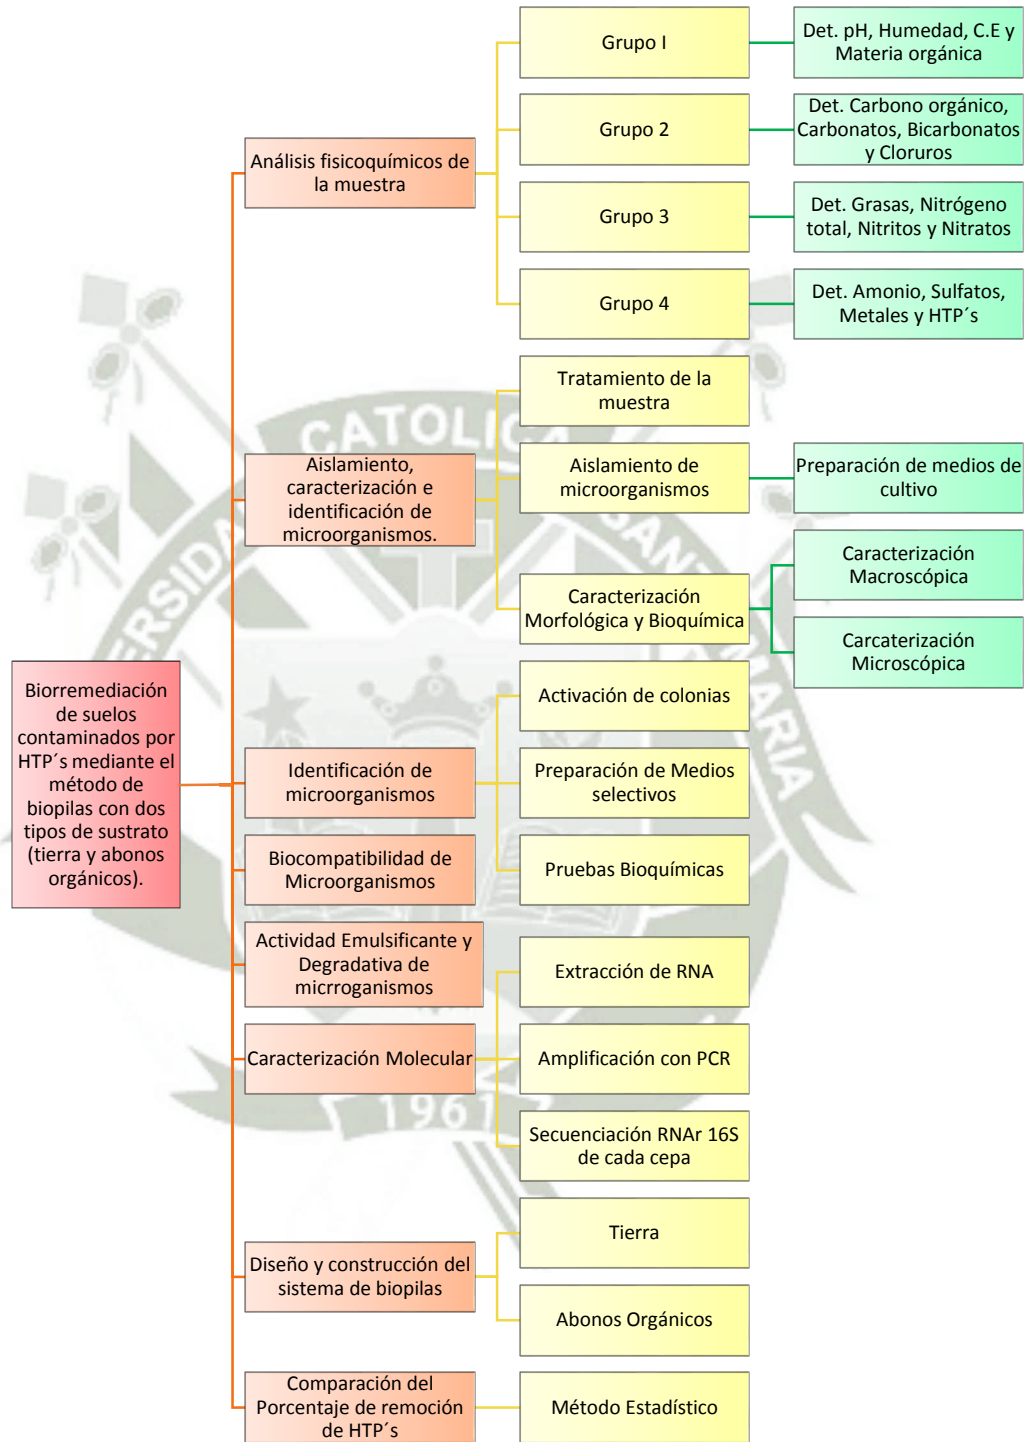 Biorremediación
de suelos
contaminados por
HTP´s mediante el
método de
biopilas con dos
tipos de sustrato
(tierra y abonos
orgánicos).
Análisis fisicoquímicos de
la muestra
Grupo I
Det. pH, Humedad, C.E y
Materia orgánica
Grupo 2
Det. Carbono orgánico,
Carbonatos, Bicarbonatos
y Cloruros
Grupo 3
Det. Grasas, Nitrógeno
total, Nitritos y Nitratos
Grupo 4
Det. Amonio, Sulfatos,
Metales y HTP´s
Aislamiento,
caracterización e
identificación de
microorganismos.
Tratamiento de la
muestra
Aislamiento de
microorganismos
Preparación de medios de
cultivo
Caracterización
Morfológica y Bioquímica
Caracterización
Macroscópica
Carcaterización
Microscópica
Identificación de
microorganismos
Activación de colonias
Preparación de Medios
selectivos
Pruebas Bioquímicas
Biocompatibilidad de
Microorganismos
Actividad Emulsificante y
Degradativa de
micrroganismos
Caracterización Molecular
Extracción de RNA
Amplificación con PCR
Secuenciación RNAr 16S
de cada cepa
Diseño y construcción del
sistema de biopilas
Tierra
Abonos Orgánicos
Comparación del
Porcentaje de remoción
de HTP´s
Método Estadístico
CATOLICA
MARIA
1961